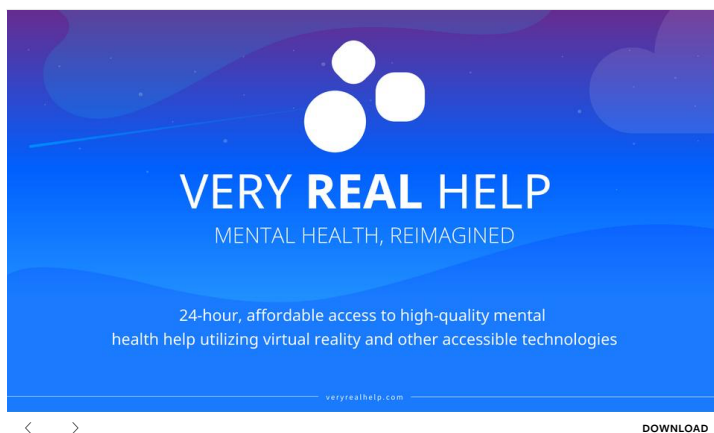 VERY REAL HELP
MENTAL HEALTH, REIMAGINED
24-hour, affordable access to high-quality mental
health help utilizing virtual reality and other accessible technologies
veryrealhelp.com
DOWNLOAD